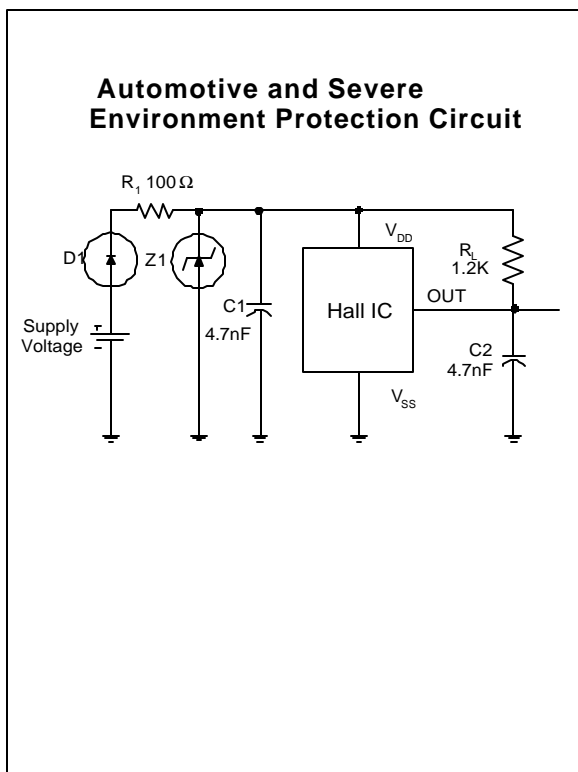 Automotive and Severe
Environment Protection Circuit
R1 100 Ω
D1
Z1
VDD
RL
1.2K
OUT
Hall IC
C1
4.7nF
Supply
Voltage
+
-
C2
4.7nF
VSS